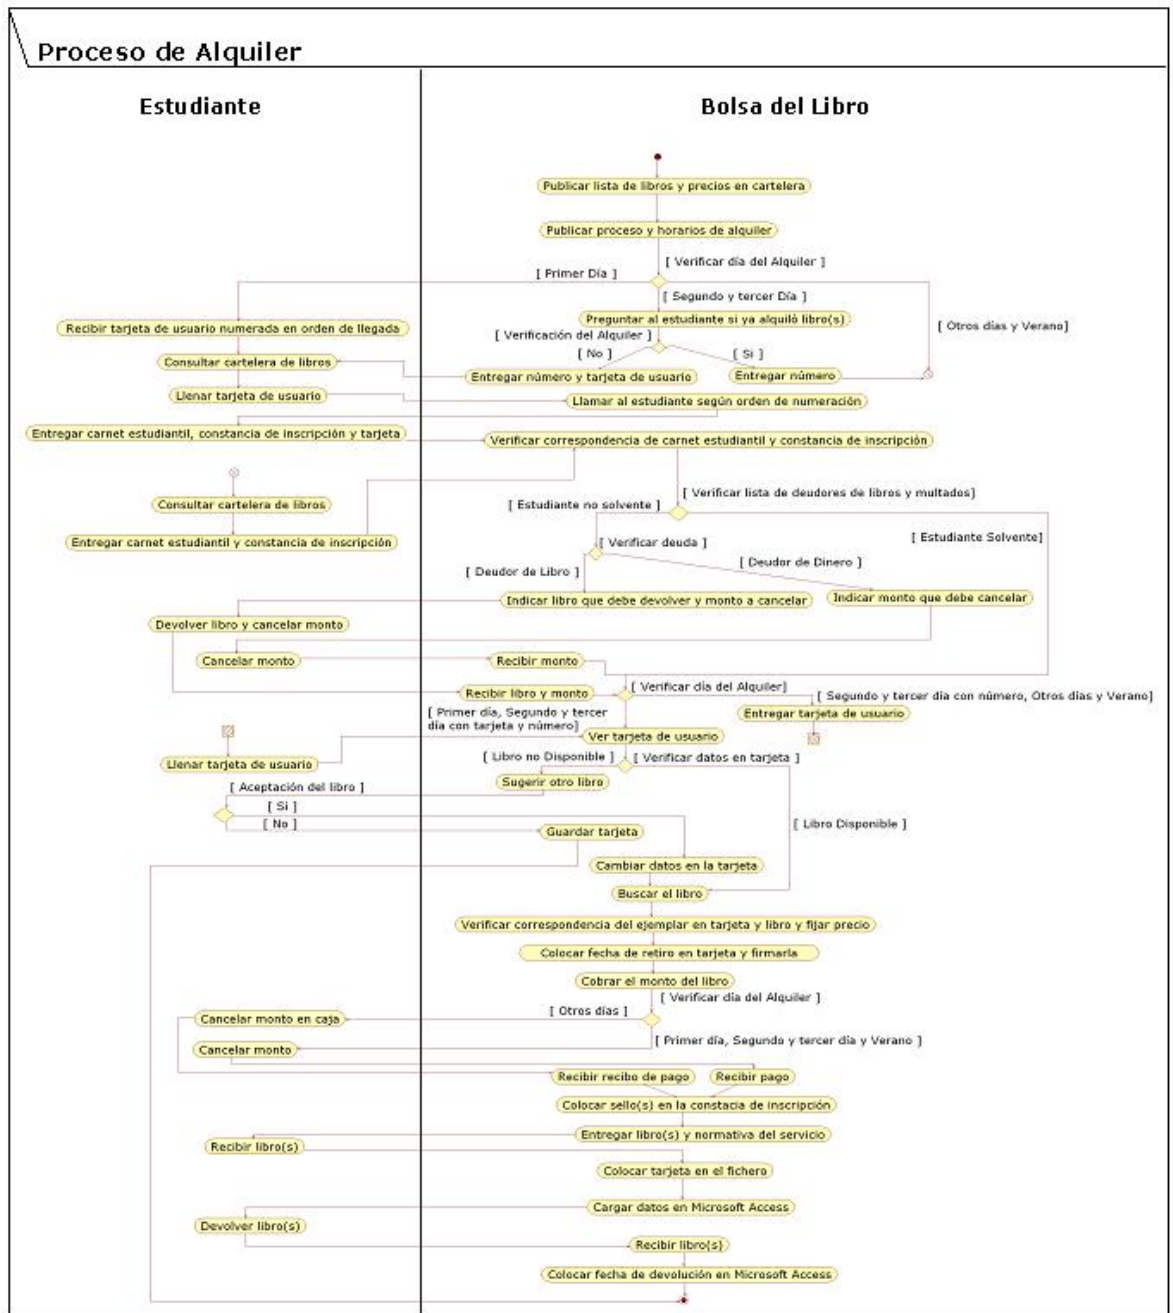 Proceso de Alquiler
Estudiante
Bolsa del Libro
Publicar lista de libros y precios en cartelera
Publicar proceso y horarios de alquiler
[ Verificar día del Alquiler ]
[ Primer Día ]
[ Segundo y tercer Día ]
Recibir tarjeta de usuario numerada en orden de llegada
Preguntar al estudiante si ya alquiló libro(s)
[ Otros días y Verano]
[ Verificación del Alquiler ]
[ No ]
[ Si ]
Consultar cartelera de libros
Entregar número y tarjeta de usuario
Entregar número
Llenar tarjeta de usuario
Llamar al estudiante según orden de numeración
Entregar carnet estudiantil, constancia de inscripción y tarjeta
Verificar correspondencia de carnet estudiantil y constancia de inscripción
Consultar cartelera de libros
[ Verificar lista de deudores de libros y multados]
[ Estudiante no solvente ]
Entregar carnet estudiantil y constancia de inscripción
[ Estudiante Solvente]
[ Verificar deuda ]
[ Deudor de Libro ]
[ Deudor de Dinero ]
Indicar libro que debe devolver y monto a cancelar
Indicar monto que debe cancelar
Devolver libro y cancelar monto
Cancelar monto
Recibir monto
Recibir libro y monto
[ Verificar día del Alquiler]
[ Segundo y tercer dia con número, Otros días y Verano]
[ Primer día, Segundo y tercer
día con tarjeta y número]
Entregar tarjeta de usuario
Ver tarjeta de usuario
Llenar tarjeta de usuario
[ Libro no Disponible ]
[ Verificar datos en tarjeta ]
Sugerir otro libro
[ Aceptación del libro ]
[ Si ]
[ No ]
Guardar tarjeta
[ Libro Disponible ]
Cambiar datos en la tarjeta
Buscar el libro
Verificar correspondencia del ejemplar en tarjeta y libro y fijar precio
Colocar fecha de retiro en tarjeta y firmarla
Cobrar el monto del libro
[ Verificar día del Alquiler ]
[ Otros días ]
Cancelar monto en caja
[ Primer día, Segundo y tercer día y Verano ]
Cancelar monto
Recibir recibo de pago
Recibir pago
Colocar sello(s) en la constacia de inscripción
Entregar libro(s) y normativa del servicio
Recibir libro(s)
Colocar tarjeta en el fichero
Cargar datos en Microsoft Access
Devolver libro(s)
Recibir libro(s)
Colocar fecha de devolución en Microsoft Access